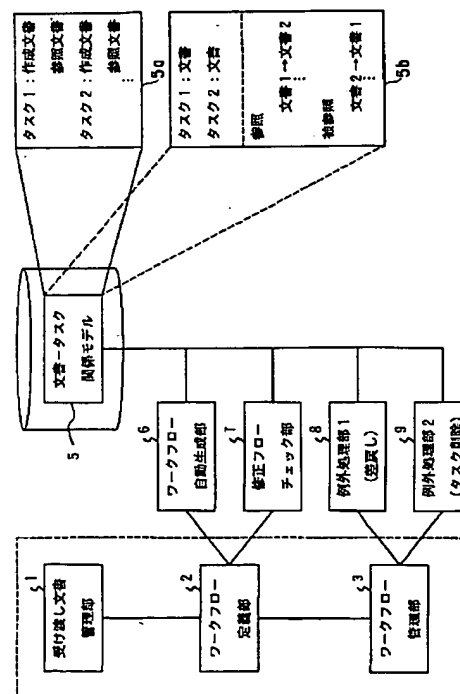 タスク1：作成文書
参照文書
タスク2：作成文書
参照文書
⋮
5a
タスク1：文書
タスク2：文書
参照
文書1→文書2
⋮
被参照
文書2→文書1
⋮
5b
文書－タスク
関係モデル
5
6
ワークフロー
自動生成部
7
修正フロー
チェック部
8
例外処理部1
(差戻し)
9
例外処理部2
(タスク削除)
1
受け渡し文書
管理部
2
ワークフロー
定義部
3
ワークフロー
管理部